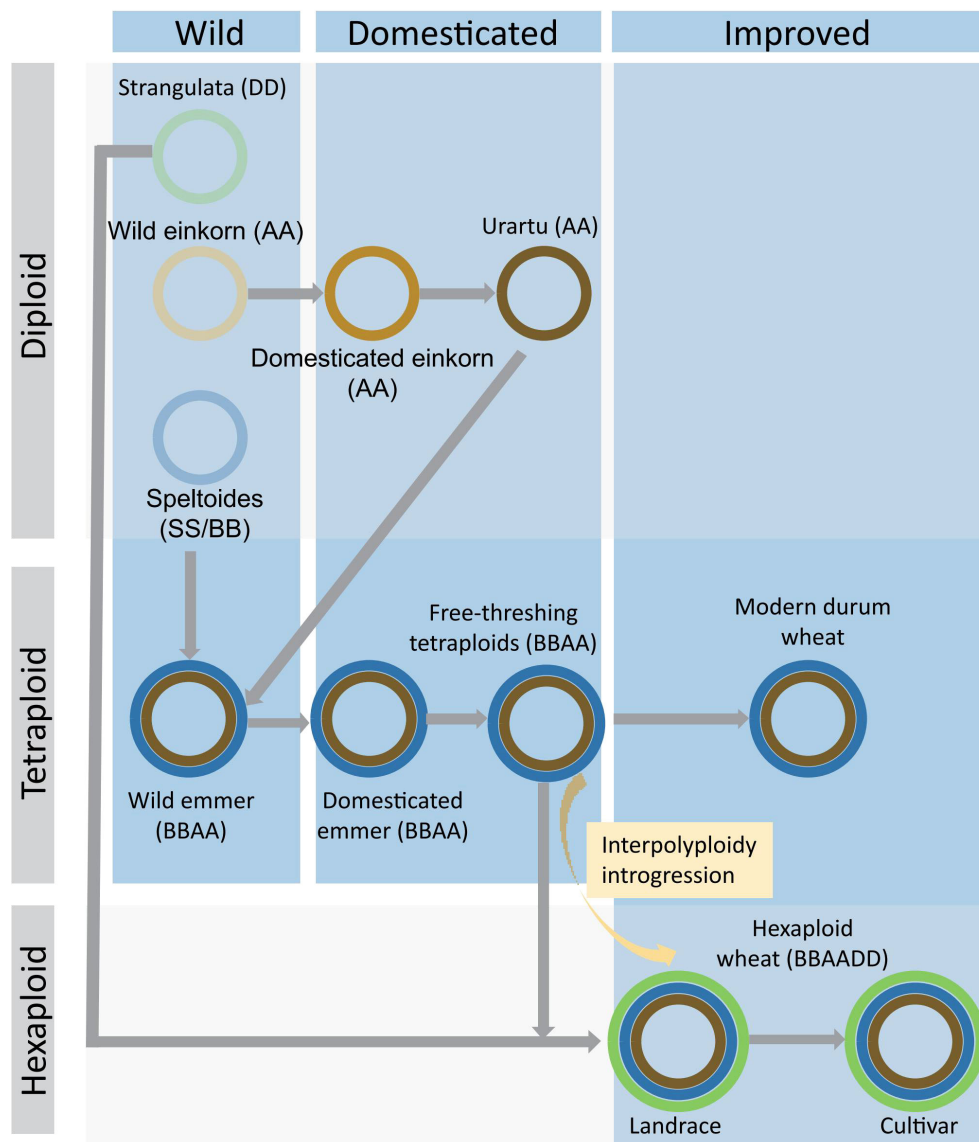 Wild
Domesticated
Improved
Diploid
Strangulata (DD)
Wild einkorn (AA)
Urartu (AA)
Domesticated einkorn
(AA)
Speltoides
(SS/BB)
Tetraploid
Free-threshing
tetraploids (BBAA)
Modern durum
wheat
Wild emmer
(BBAA)
Domesticated
emmer (BBAA)
Interpolyploidy
introgression
Hexaploid
Hexaploid
wheat (BBAADD)
Landrace
Cultivar